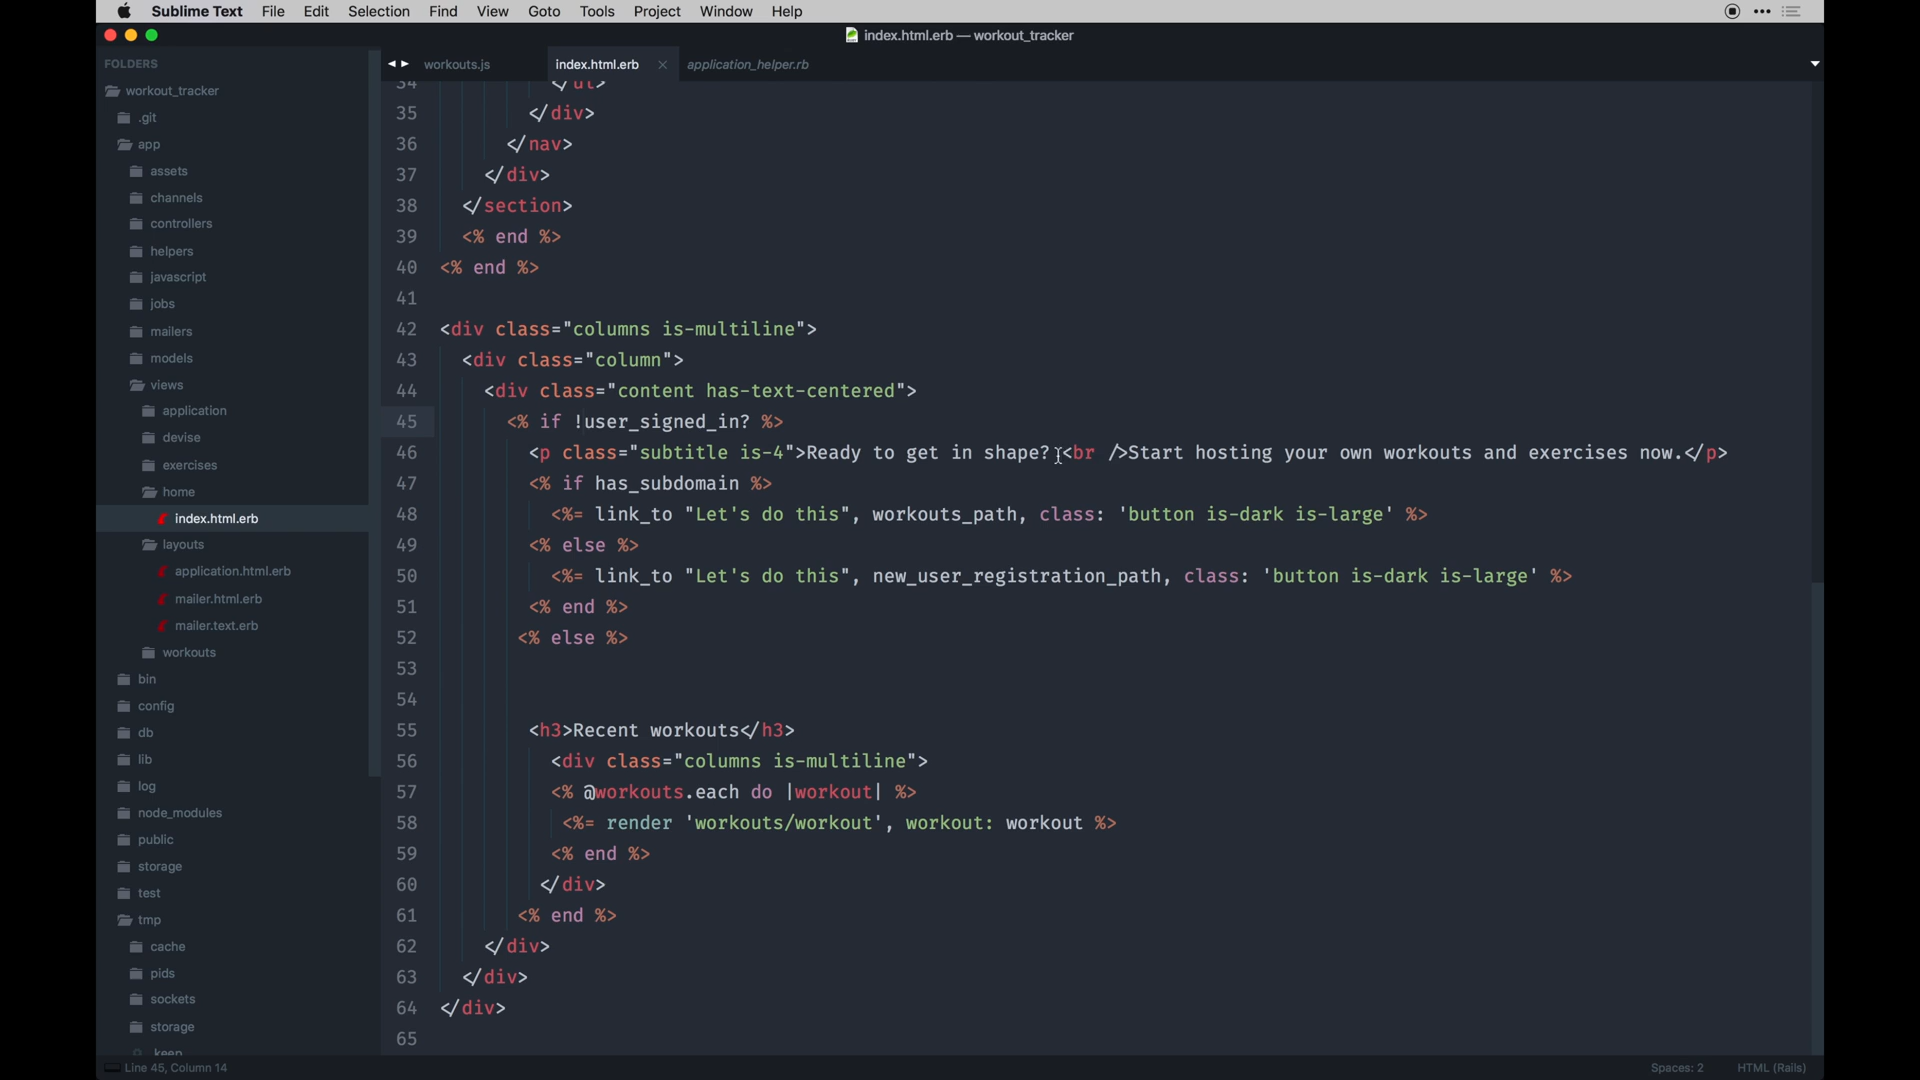 Sublime Text File Edit Selection Find View Goto Tools Project Window Help
index.html.erb — workout_tracker
FOLDERS
workout_tracker
.git
app
assets
channels
controllers
helpers
javascript
jobs
mailers
models
views
application
devise
exercises
home
index.html.erb
layouts
application.html.erb
mailer.html.erb
mailer.text.erb
workouts
bin
config
db
lib
log
node_modules
public
storage
test
tmp
cache
pids
sockets
storage
.keep
workouts.js index.html.erb application_helper.rb
34 </ul>
35 </div>
36 </nav>
37 </div>
38 </section>
39 <% end %>
40 <% end %>
41
42 <div class="columns is-multiline">
43 <div class="column">
44 <div class="content has-text-centered">
45 <% if !user_signed_in? %>
46 <p class="subtitle is-4">Ready to get in shape? <br />Start hosting your own workouts and exercises now.</p>
47 <% if has_subdomain %>
48 <%= link_to "Let's do this", workouts_path, class: 'button is-dark is-large' %>
49 <% else %>
50 <%= link_to "Let's do this", new_user_registration_path, class: 'button is-dark is-large' %>
51 <% end %>
52 <% else %>
53
54
55 <h3>Recent workouts</h3>
56 <div class="columns is-multiline">
57 <% @workouts.each do |workout| %>
58 <%= render 'workouts/workout', workout: workout %>
59 <% end %>
60 </div>
61 <% end %>
62 </div>
63 </div>
64 </div>
65
Line 45, Column 14
Spaces: 2 HTML (Rails)